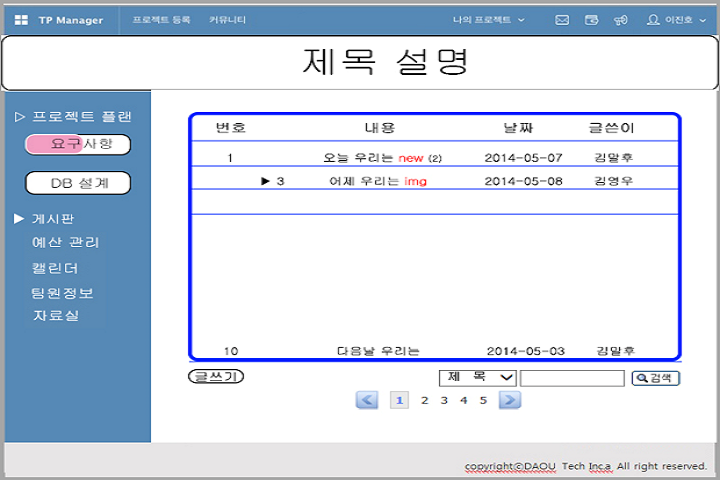 TP Manager 프로젝트 등록 커뮤니티 나의 프로젝트 이진호
제목 설명
▷ 프로젝트 플랜
요구사항
DB 설계
▶ 게시판
예산 관리
캘린더
팀원정보
자료실
번호 내용 날짜 글쓴이
1 오늘 우리는 new (2) 2014-05-07 김말후
▶ 3 어제 우리는 img 2014-05-08 김영우
10 다음날 우리는 2014-05-03 김말후
글쓰기 제 목 검색
1 2 3 4 5
copyright©DAOU Tech Inc,a All right reserved.